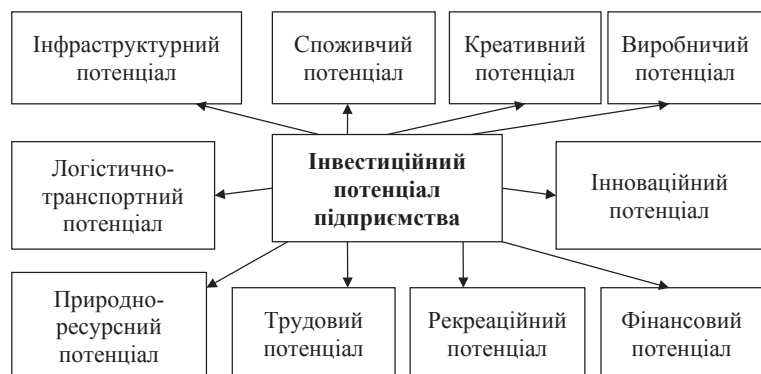 Інфраструктурний
потенціал
Споживчий
потенціал
Креативний
потенціал
Виробничий
потенціал
Логістично-
транспортний
потенціал
Інвестиційний
потенціал
підприємства
Інноваційний
потенціал
Природно-
ресурсний
потенціал
Трудовий
потенціал
Рекреаційний
потенціал
Фінансовий
потенціал